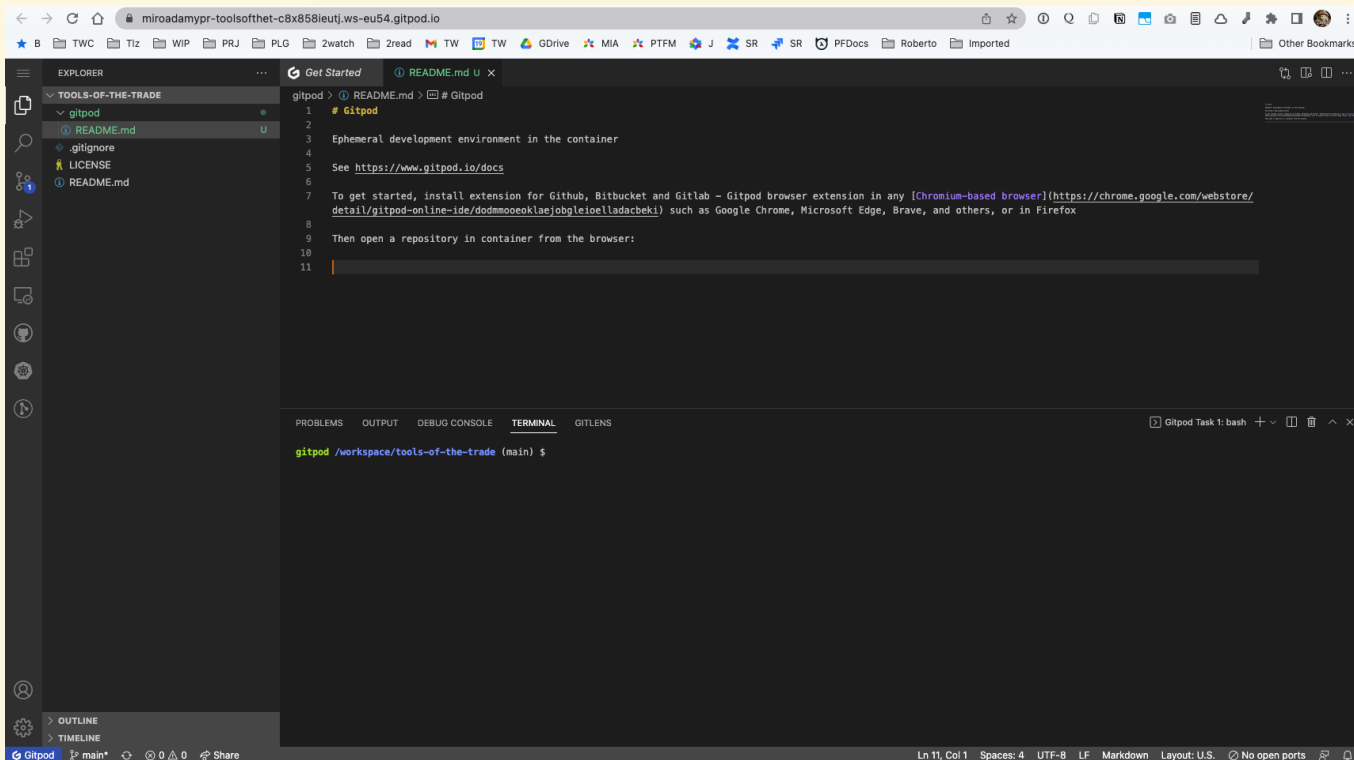 miroadamypr-toolsofthet-c8x858ieutj.ws-eu54.gitpod.io
B TWC TIz WIP PRJ PLG 2watch 2read TW TW GDrive MIA PTFM J SR SR PFDocs Roberto Imported Other Bookmarks
EXPLORER
TOOLS-OF-THE-TRADE
gitpod
README.md U
.gitignore
LICENSE
README.md
1
OUTLINE
TIMELINE
Get Started README.md U
gitpod > README.md > # Gitpod
1 # Gitpod
2
3 Ephemeral development environment in the container
4
5 See https://www.gitpod.io/docs
6
7 To get started, install extension for Github, Bitbucket and Gitlab – Gitpod browser extension in any [Chromium-based browser](https://chrome.google.com/webstore/
detail/gitpod-online-ide/dodmmooeoklaejobgleioelladacbeki) such as Google Chrome, Microsoft Edge, Brave, and others, or in Firefox
8
9 Then open a repository in container from the browser:
10
11
PROBLEMS OUTPUT DEBUG CONSOLE TERMINAL GITLENS Gitpod Task 1: bash
gitpod /workspace/tools-of-the-trade (main) $
Gitpod main* 0 0 Share Ln 11, Col 1 Spaces: 4 UTF-8 LF Markdown Layout: U.S. No open ports